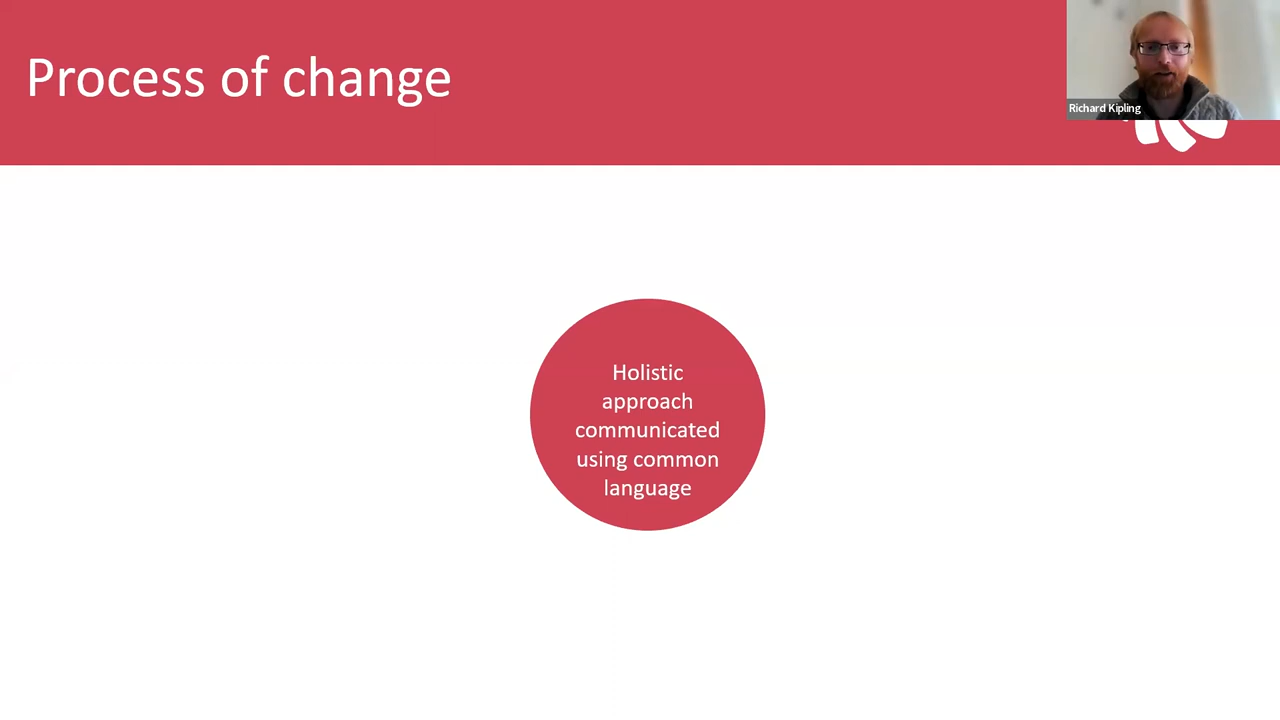 Process of change
Richard Kipling
Holistic
approach
communicated
using common
language